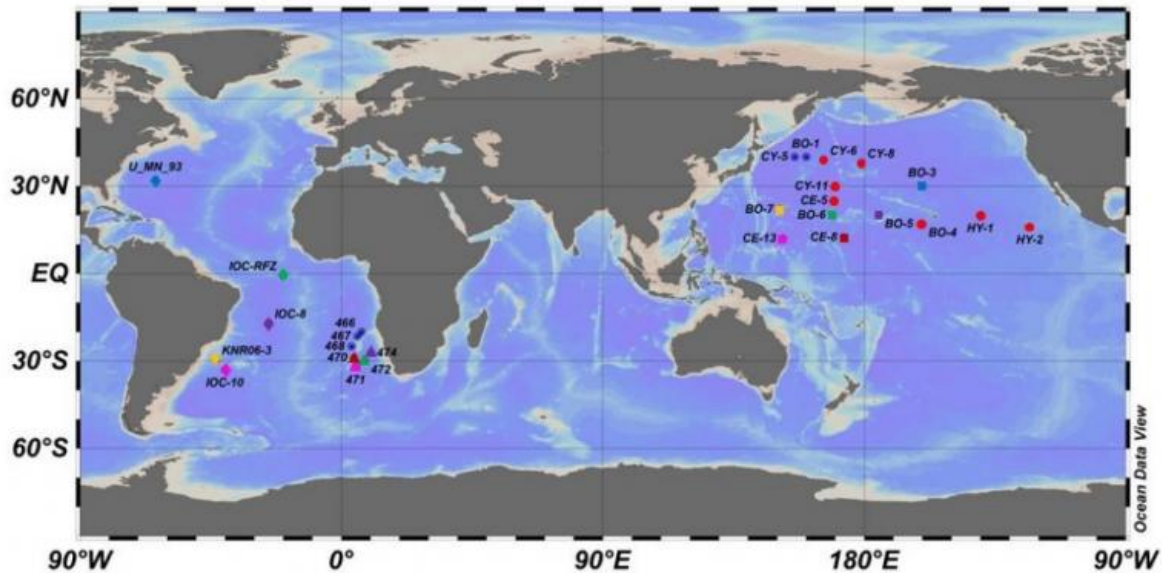 60°N
30°N
EQ
30°S
60°S
90°W
0°
90°E
180°W
90°W
U_MN_93
IOC-RFZ
IOC-8
KNR06-3
IOC-10
466
467
468
470
471
472
474
CY-5
BO-1
CY-6
CY-8
CY-11
CE-5
BO-3
BO-7
BO-6
CE-13
CE-8
BO-5
BO-4
HY-1
HY-2
Ocean Data View